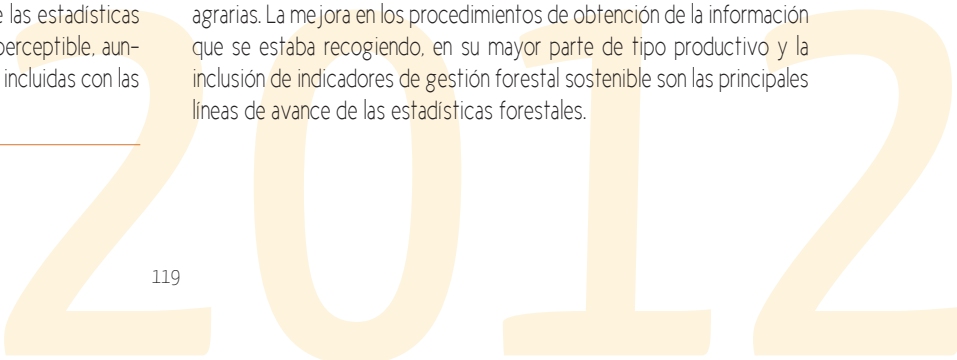 e las estadísticas
perceptible, aun-
incluidas con las
agrarias. La mejora en los procedimientos de obtención de la información
que se estaba recogiendo, en su mayor parte de tipo productivo y la
inclusión de indicadores de gestión forestal sostenible son las principales
líneas de avance de las estadísticas forestales.
119
2012